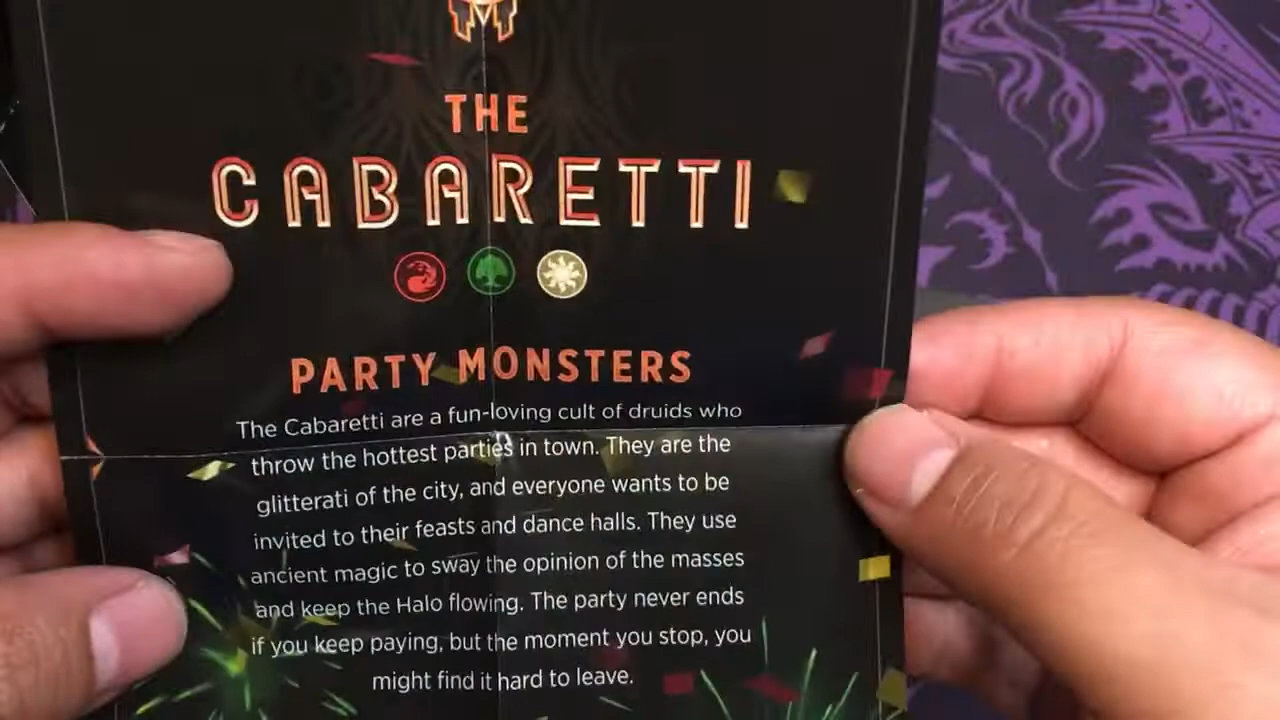 THE
CABARETTI
PARTY MONSTERS
The Cabaretti are a fun-loving cult of druids who
throw the hottest parties in town. They are the
glitterati of the city, and everyone wants to be
invited to their feasts and dance halls. They use
ancient magic to sway the opinion of the masses
and keep the Halo flowing. The party never ends
if you keep paying, but the moment you stop, you
might find it hard to leave.